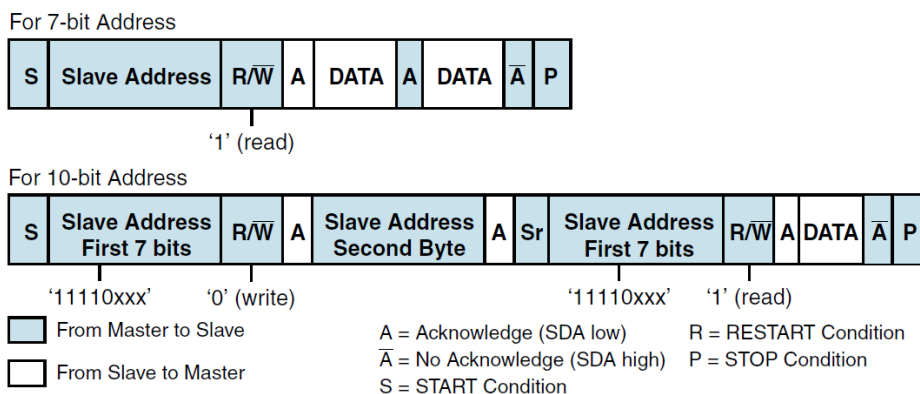 For 7-bit Address
S Slave Address R/W̅ A DATA A DATA A̅ P
‘1’ (read)
For 10-bit Address
S Slave Address First 7 bits R/W̅ A Slave Address Second Byte A Sr Slave Address First 7 bits R/W̅ A DATA A̅ P
‘11110xxx’ ‘0’ (write) ‘11110xxx’ ‘1’ (read)
From Master to Slave
From Slave to Master
A = Acknowledge (SDA low)
A̅ = No Acknowledge (SDA high)
S = START Condition
R = RESTART Condition
P = STOP Condition